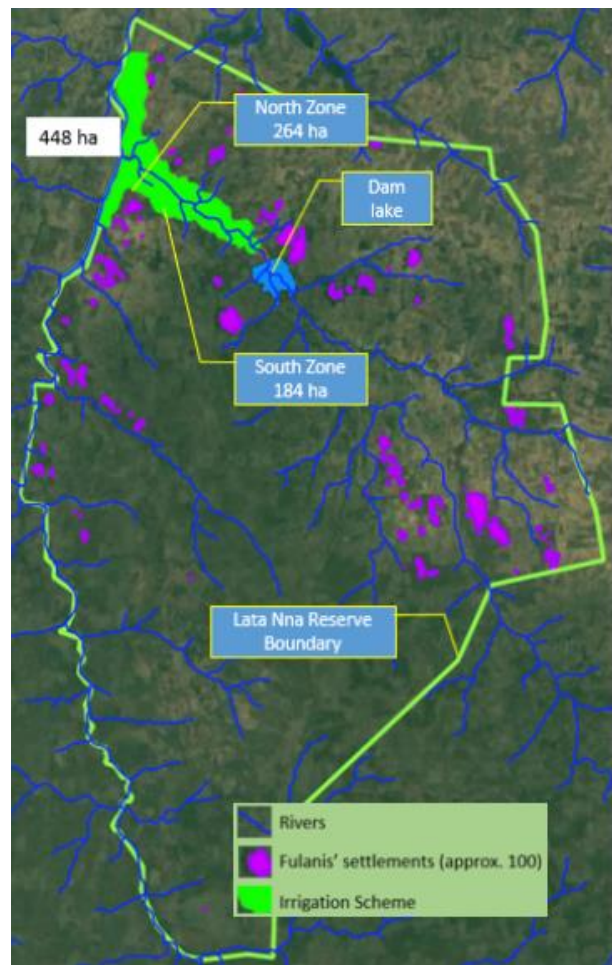 North Zone
264 ha
448 ha
Dam
lake
South Zone
184 ha
Lata Nna Reserve
Boundary
Rivers
Fulanis' settlements (approx. 100)
Irrigation Scheme